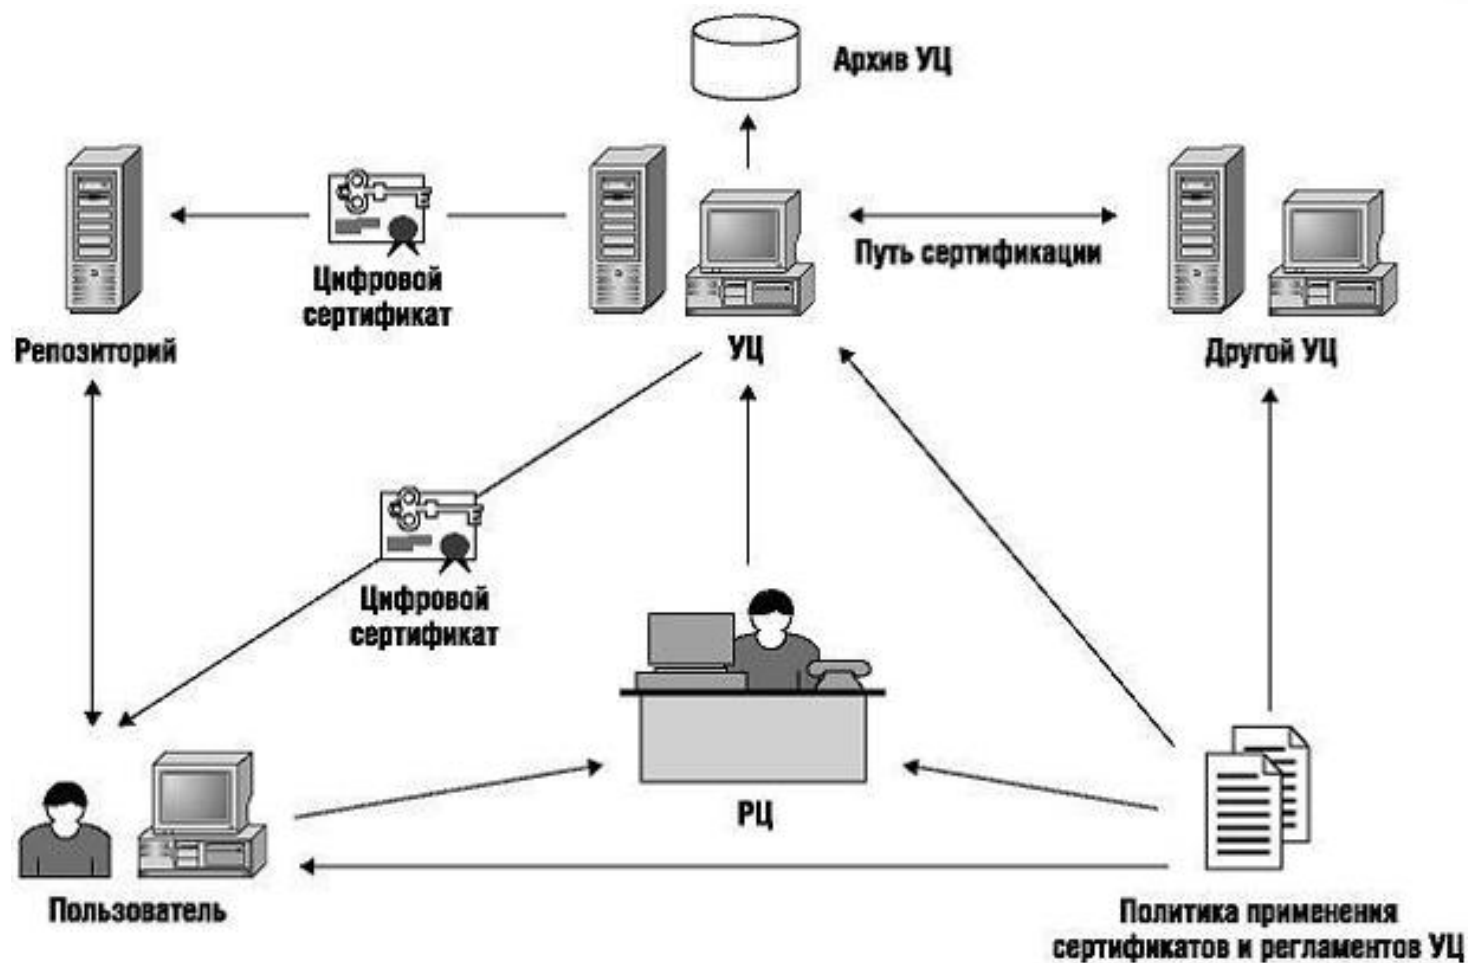 Архив УЦ
Цифровой
сертификат
Путь сертификации
Репозиторий
УЦ
Другой УЦ
Цифровой
сертификат
РЦ
Пользователь
Политика применения
сертификатов и регламентов УЦ